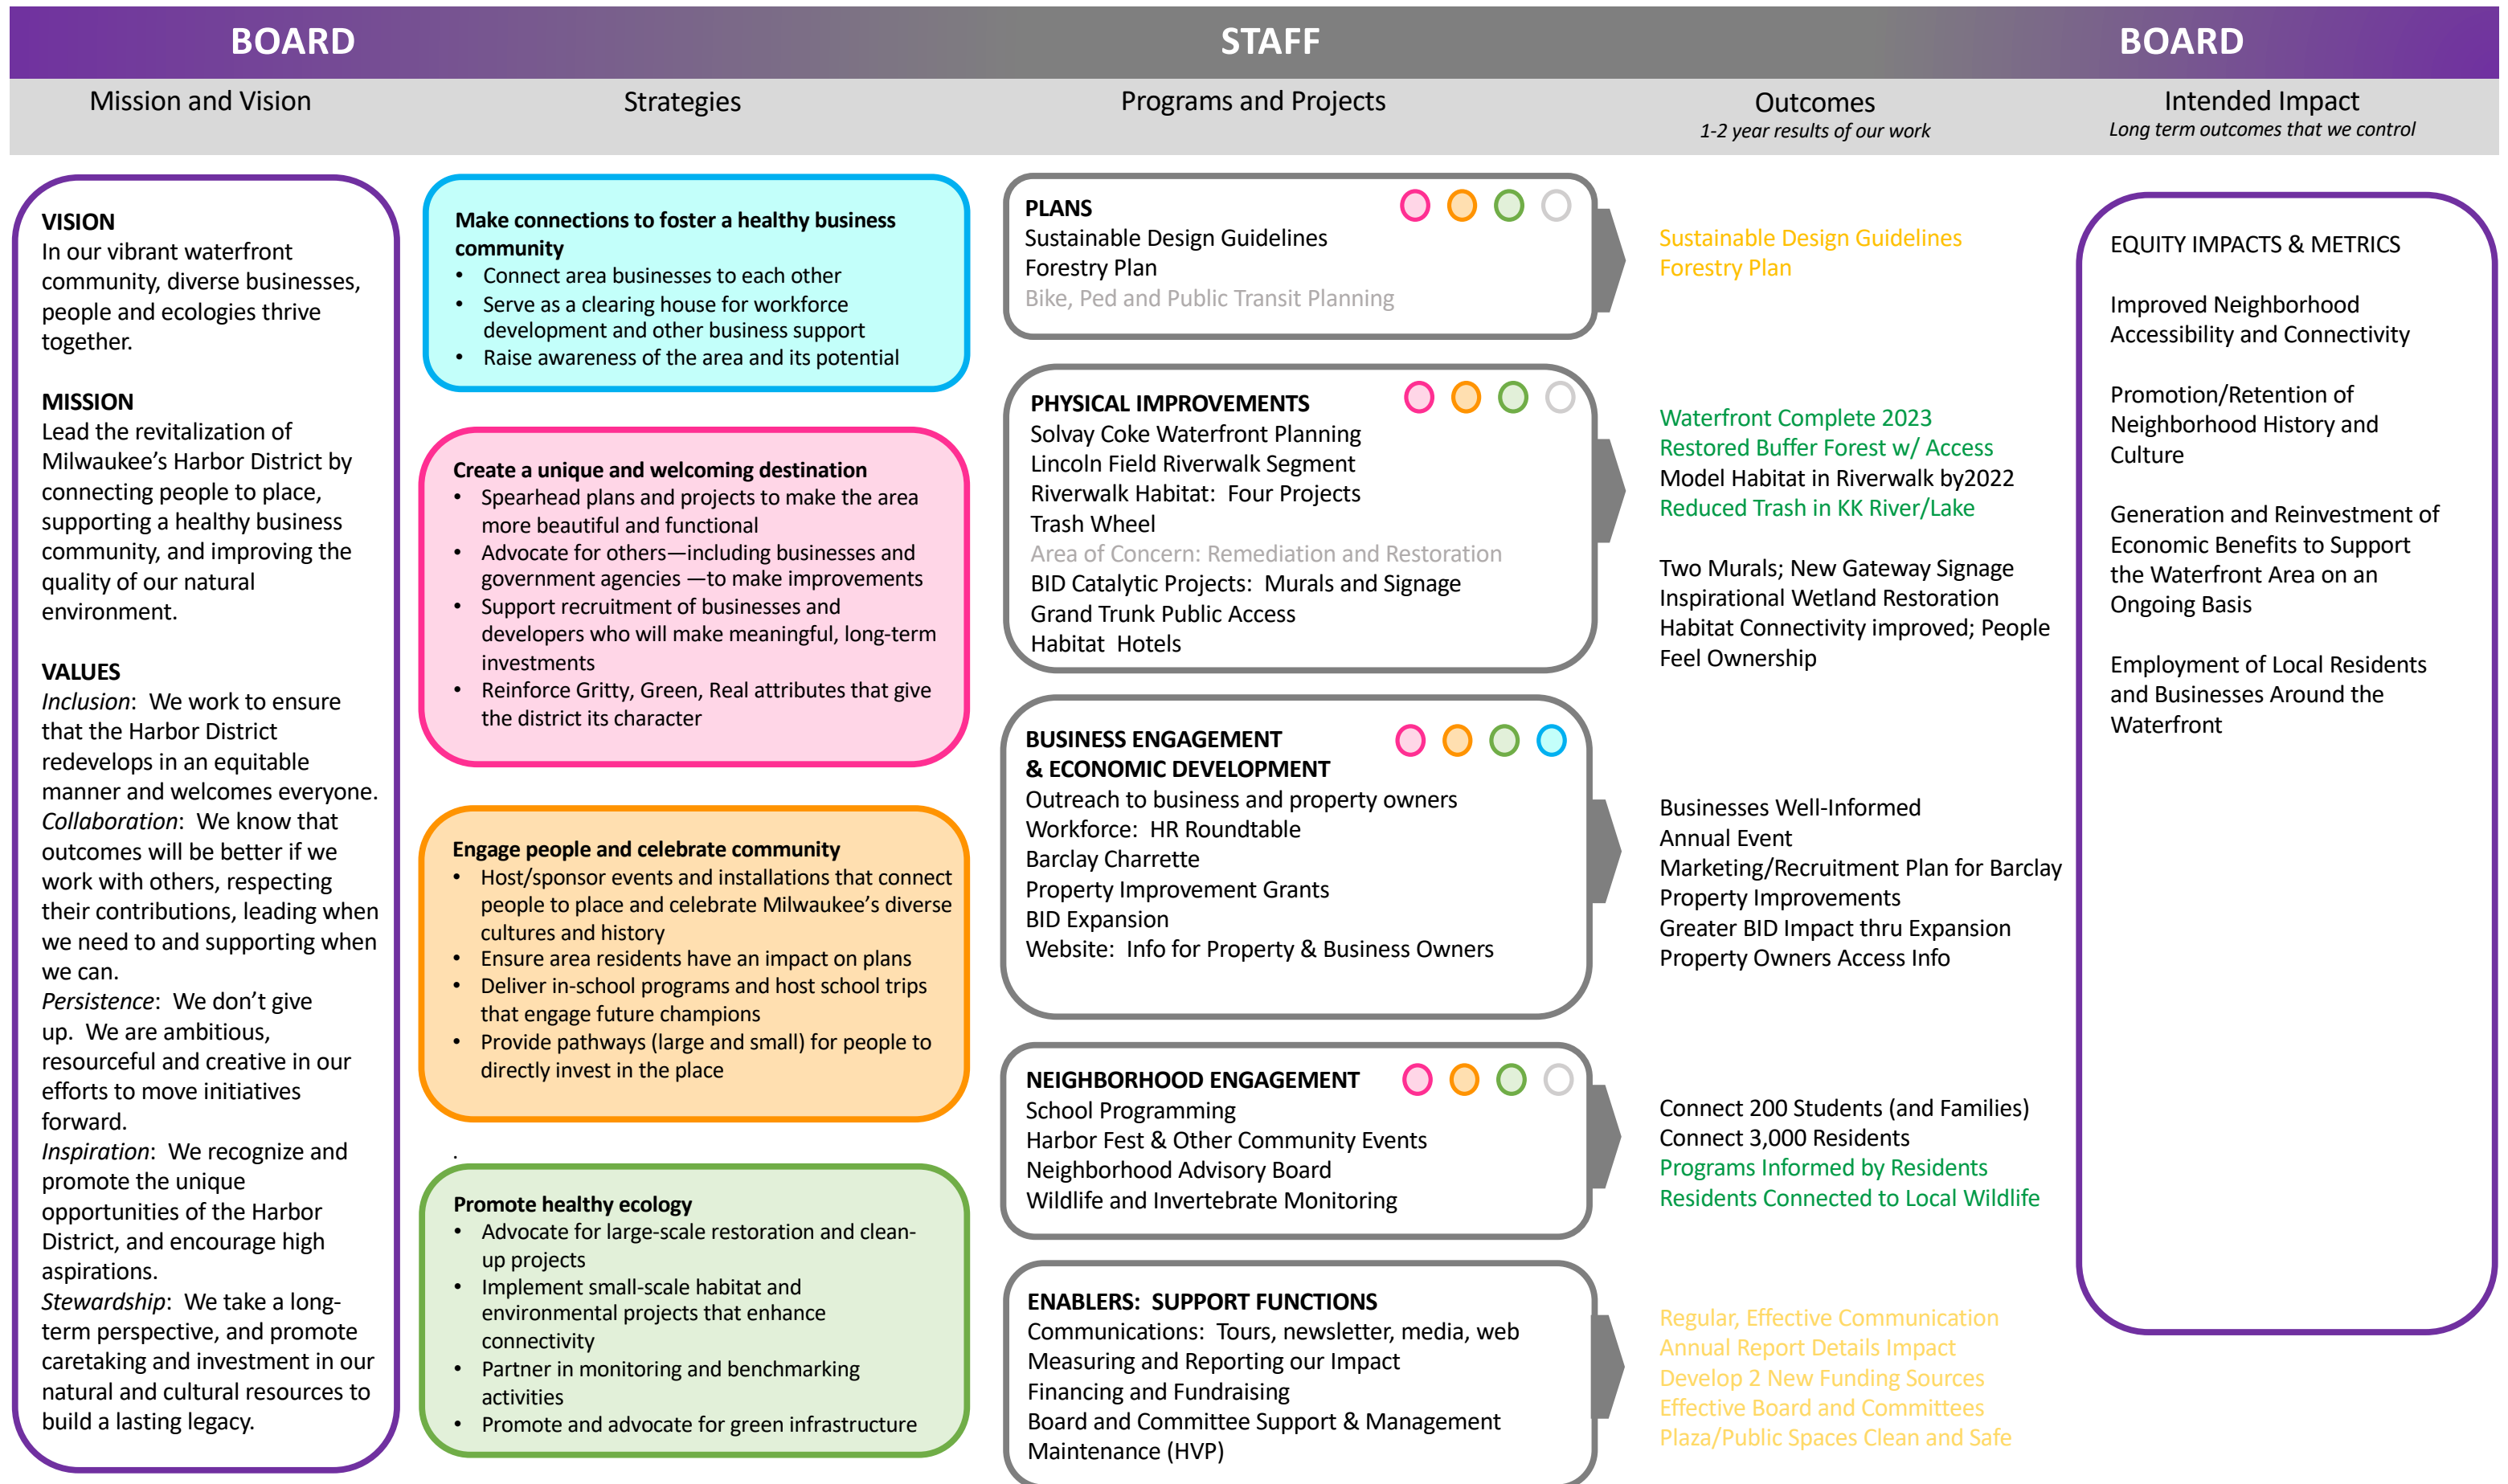 BOARD
STAFF
BOARD
Mission and Vision
Strategies
Programs and Projects
Outcomes
1-2 year results of our work
Intended Impact
Long term outcomes that we control
VISION
In our vibrant waterfront
community, diverse businesses,
people and ecologies thrive
together.
MISSION
Lead the revitalization of
Milwaukee’s Harbor District by
connecting people to place,
supporting a healthy business
community, and improving the
quality of our natural
environment.
VALUES
Inclusion: We work to ensure
that the Harbor District
redevelops in an equitable
manner and welcomes everyone.
Collaboration: We know that
outcomes will be better if we
work with others, respecting
their contributions, leading when
we need to and supporting when
we can.
Persistence: We don’t give
up. We are ambitious,
resourceful and creative in our
efforts to move initiatives
forward.
Inspiration: We recognize and
promote the unique
opportunities of the Harbor
District, and encourage high
aspirations.
Stewardship: We take a long-
term perspective, and promote
caretaking and investment in our
natural and cultural resources to
build a lasting legacy.
Make connections to foster a healthy business
community
• Connect area businesses to each other
• Serve as a clearing house for workforce
development and other business support
• Raise awareness of the area and its potential
Create a unique and welcoming destination
• Spearhead plans and projects to make the area
more beautiful and functional
• Advocate for others—including businesses and
government agencies —to make improvements
• Support recruitment of businesses and
developers who will make meaningful, long-term
investments
• Reinforce Gritty, Green, Real attributes that give
the district its character
Engage people and celebrate community
• Host/sponsor events and installations that connect
people to place and celebrate Milwaukee’s diverse
cultures and history
• Ensure area residents have an impact on plans
• Deliver in-school programs and host school trips
that engage future champions
• Provide pathways (large and small) for people to
directly invest in the place
.
Promote healthy ecology
• Advocate for large-scale restoration and clean-
up projects
• Implement small-scale habitat and
environmental projects that enhance
connectivity
• Partner in monitoring and benchmarking
activities
• Promote and advocate for green infrastructure
PLANS
Sustainable Design Guidelines
Forestry Plan
Bike, Ped and Public Transit Planning
PHYSICAL IMPROVEMENTS
Solvay Coke Waterfront Planning
Lincoln Field Riverwalk Segment
Riverwalk Habitat: Four Projects
Trash Wheel
Area of Concern: Remediation and Restoration
BID Catalytic Projects: Murals and Signage
Grand Trunk Public Access
Habitat Hotels
BUSINESS ENGAGEMENT
& ECONOMIC DEVELOPMENT
Outreach to business and property owners
Workforce: HR Roundtable
Barclay Charrette
Property Improvement Grants
BID Expansion
Website: Info for Property & Business Owners
NEIGHBORHOOD ENGAGEMENT
School Programming
Harbor Fest & Other Community Events
Neighborhood Advisory Board
Wildlife and Invertebrate Monitoring
ENABLERS: SUPPORT FUNCTIONS
Communications: Tours, newsletter, media, web
Measuring and Reporting our Impact
Financing and Fundraising
Board and Committee Support & Management
Maintenance (HVP)
Sustainable Design Guidelines
Forestry Plan
Waterfront Complete 2023
Restored Buffer Forest w/ Access
Model Habitat in Riverwalk by2022
Reduced Trash in KK River/Lake
Two Murals; New Gateway Signage
Inspirational Wetland Restoration
Habitat Connectivity improved; People
Feel Ownership
Businesses Well-Informed
Annual Event
Marketing/Recruitment Plan for Barclay
Property Improvements
Greater BID Impact thru Expansion
Property Owners Access Info
Connect 200 Students (and Families)
Connect 3,000 Residents
Programs Informed by Residents
Residents Connected to Local Wildlife
Regular, Effective Communication
Annual Report Details Impact
Develop 2 New Funding Sources
Effective Board and Committees
Plaza/Public Spaces Clean and Safe
EQUITY IMPACTS & METRICS
Improved Neighborhood
Accessibility and Connectivity
Promotion/Retention of
Neighborhood History and
Culture
Generation and Reinvestment of
Economic Benefits to Support
the Waterfront Area on an
Ongoing Basis
Employment of Local Residents
and Businesses Around the
Waterfront